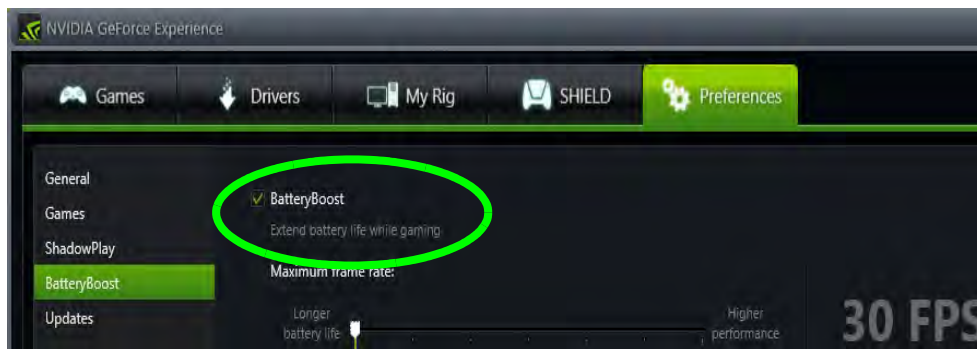 NVIDIA GeForce Experience
Games Drivers My Rig SHIELD Preferences
General
Games
ShadowPlay
BatteryBoost
Updates
BatteryBoost
Extend battery life while gaming
Maximum frame rate:
Longer
battery life
Higher
performance
30 FPS